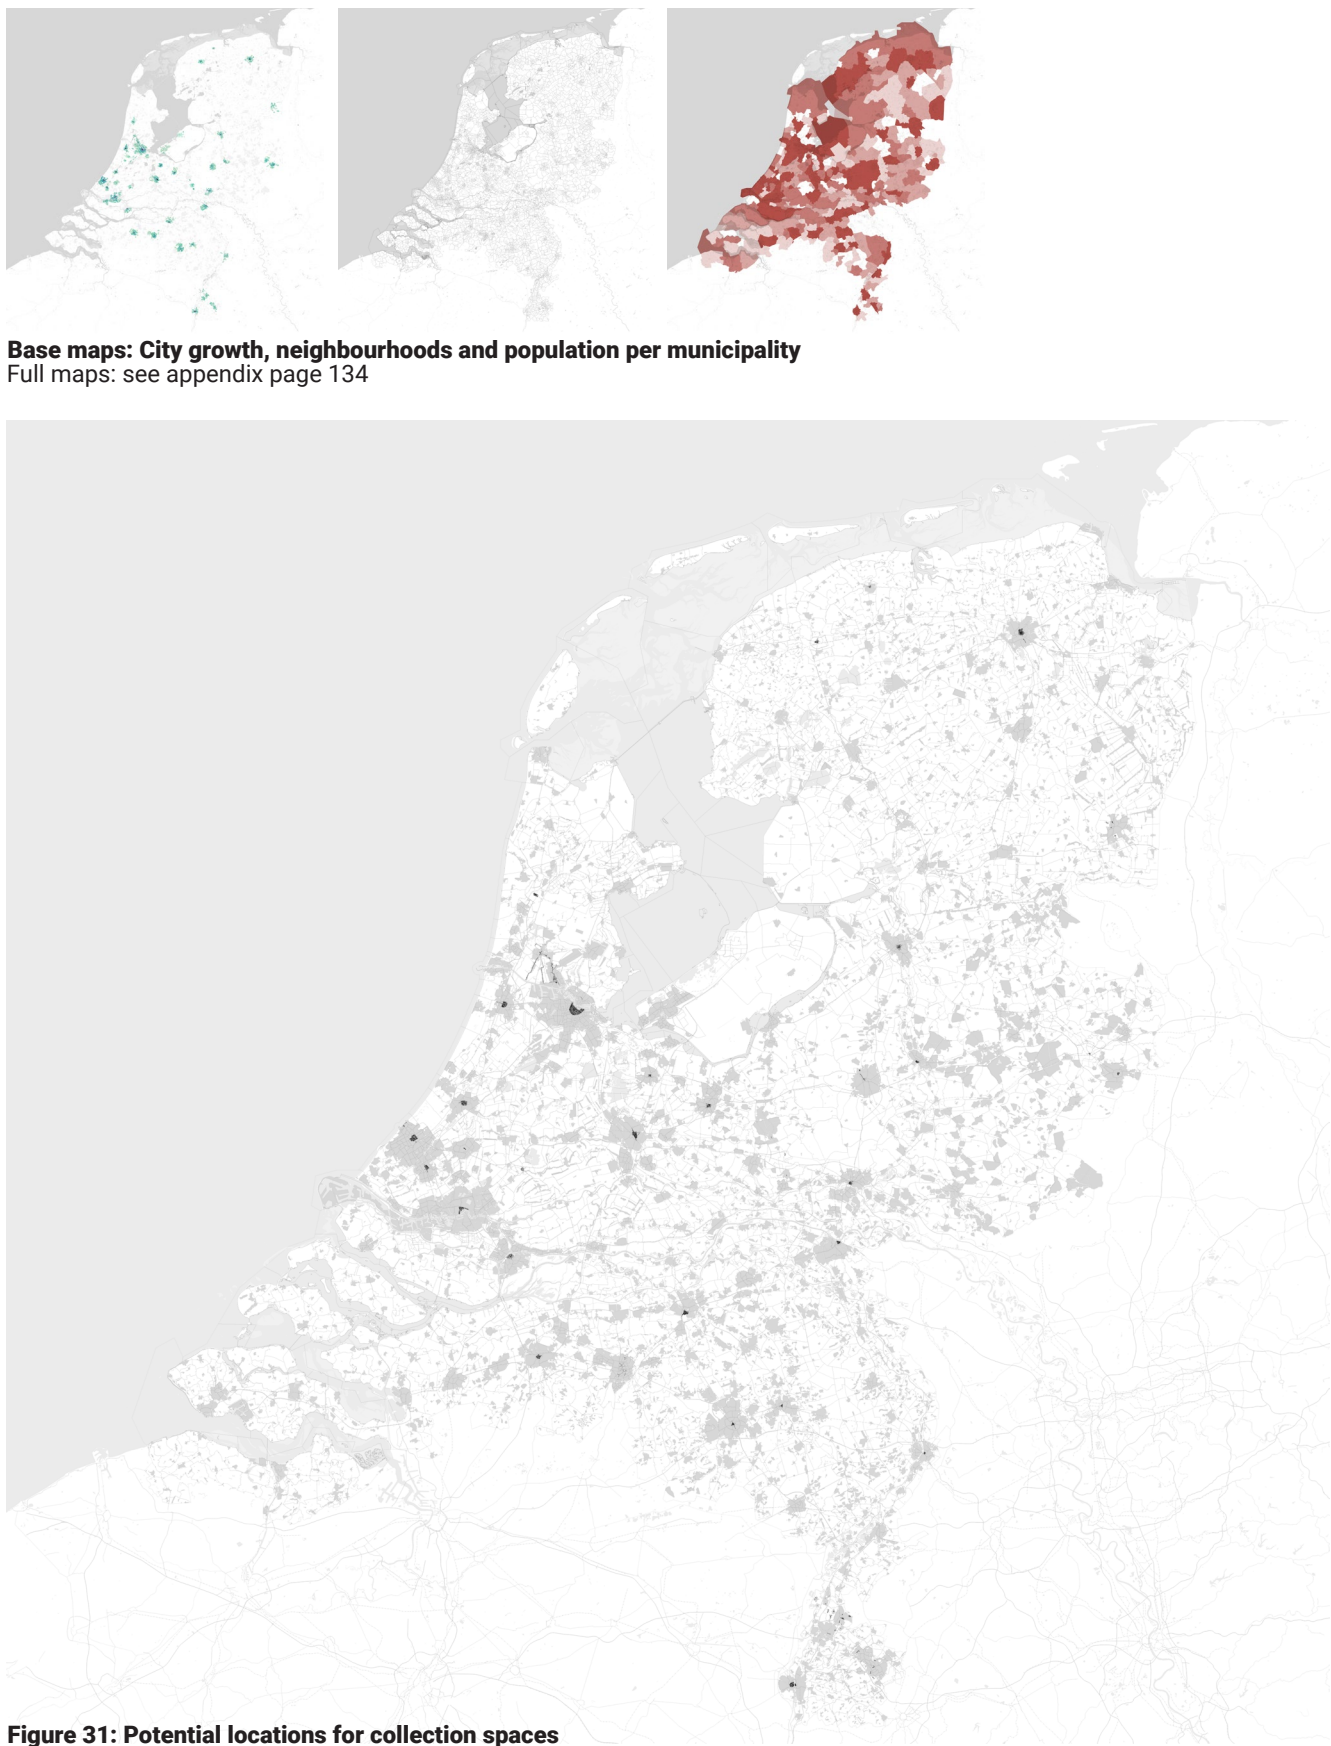 Base maps: City growth, neighbourhoods and population per municipality
Full maps: see appendix page 134
Figure 31: Potential locations for collection spaces